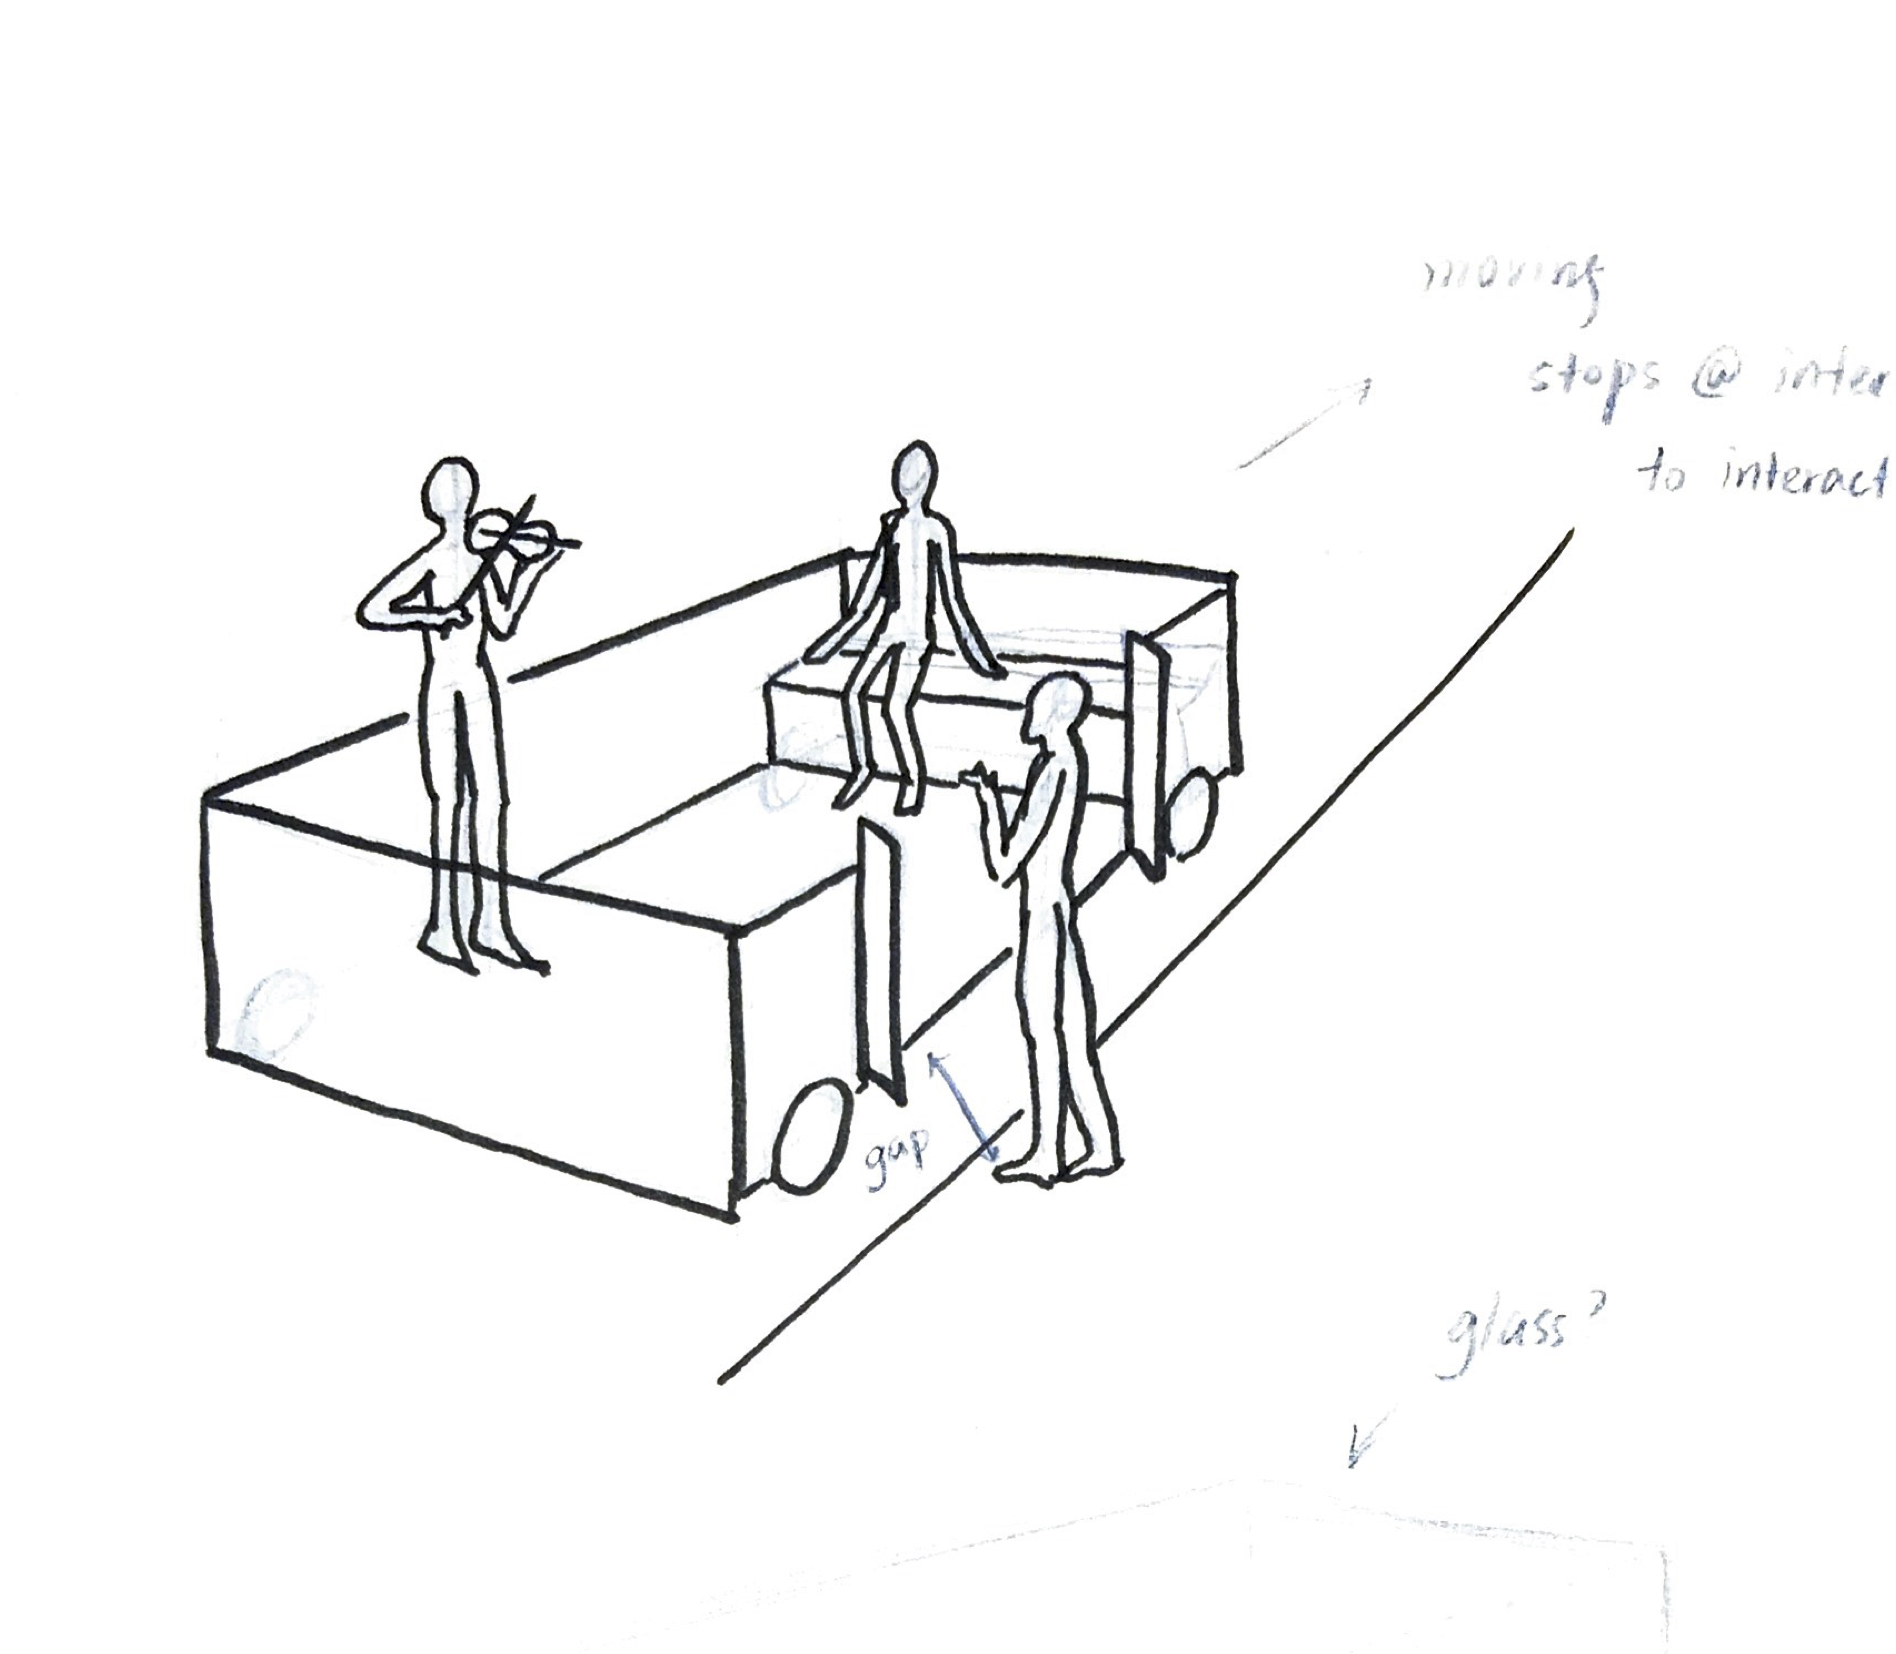 moving
stops @ inter
to interact
gap
glass?